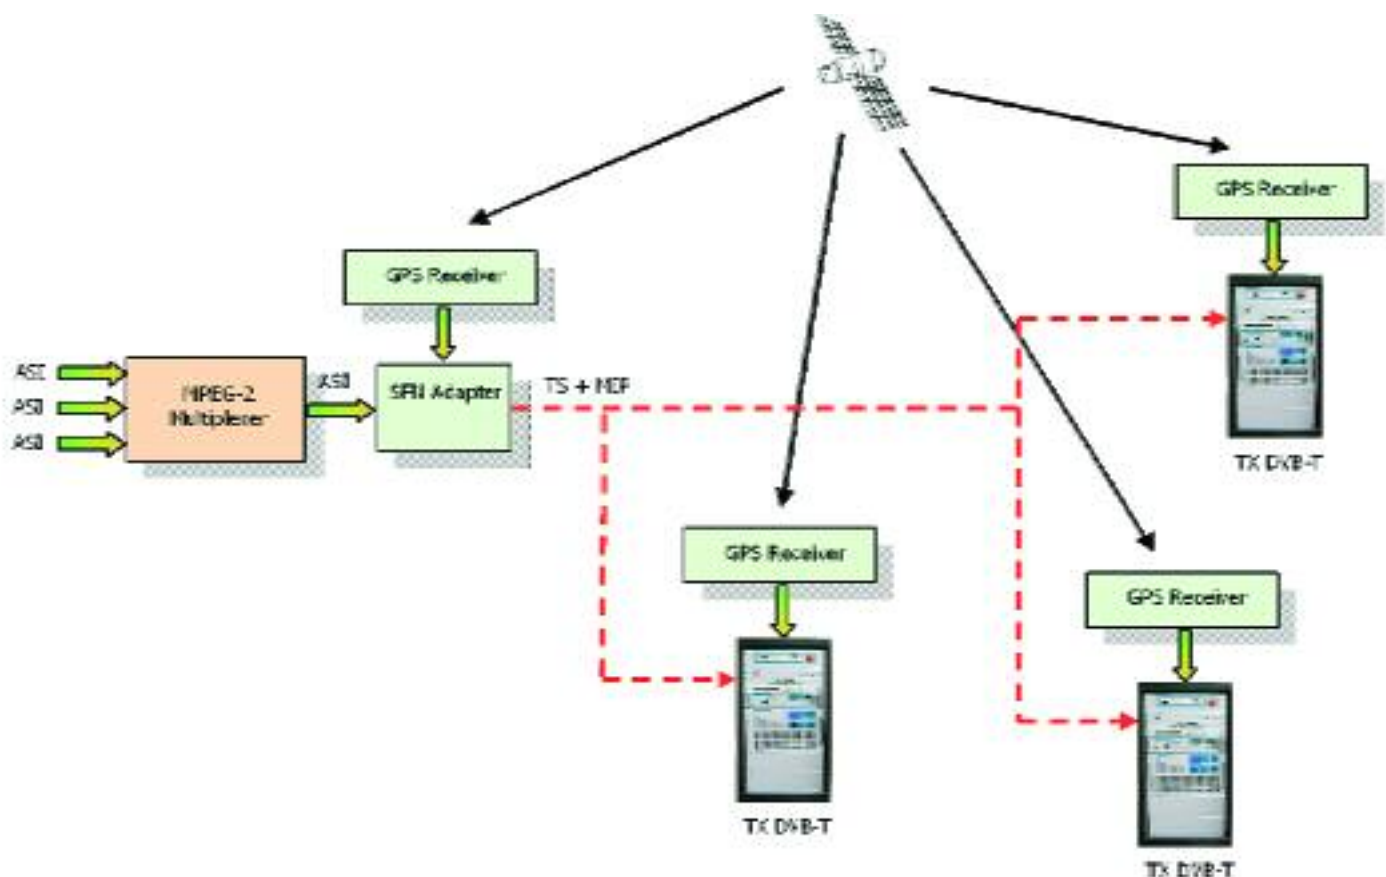 GPS Receiver
GPS Receiver
ASI
ASI
ASI
MPEG-2
Multiplexer
ASI
SFN Adapter
TS + MIP
TX DVB-T
GPS Receiver
GPS Receiver
TX DVB-T
TX DVB-T